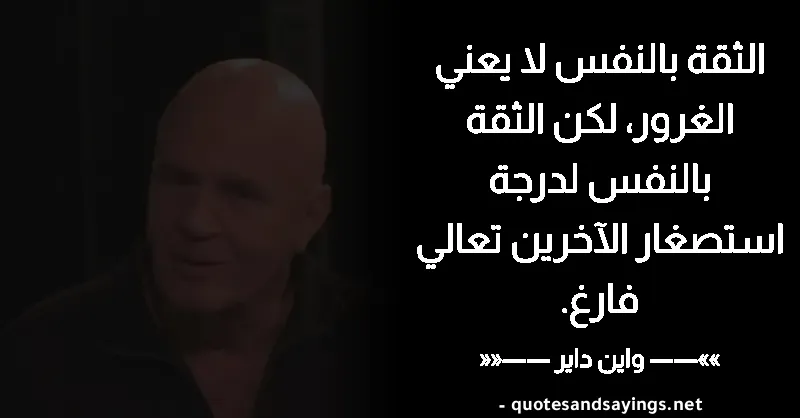 الثقة بالنفس لا يعني
الغرور، لكن الثقة
بالنفس لدرجة
استصغار الآخرين تعالي
فارغ.
»»—— واين داير ——««
- quotesandsayings.net